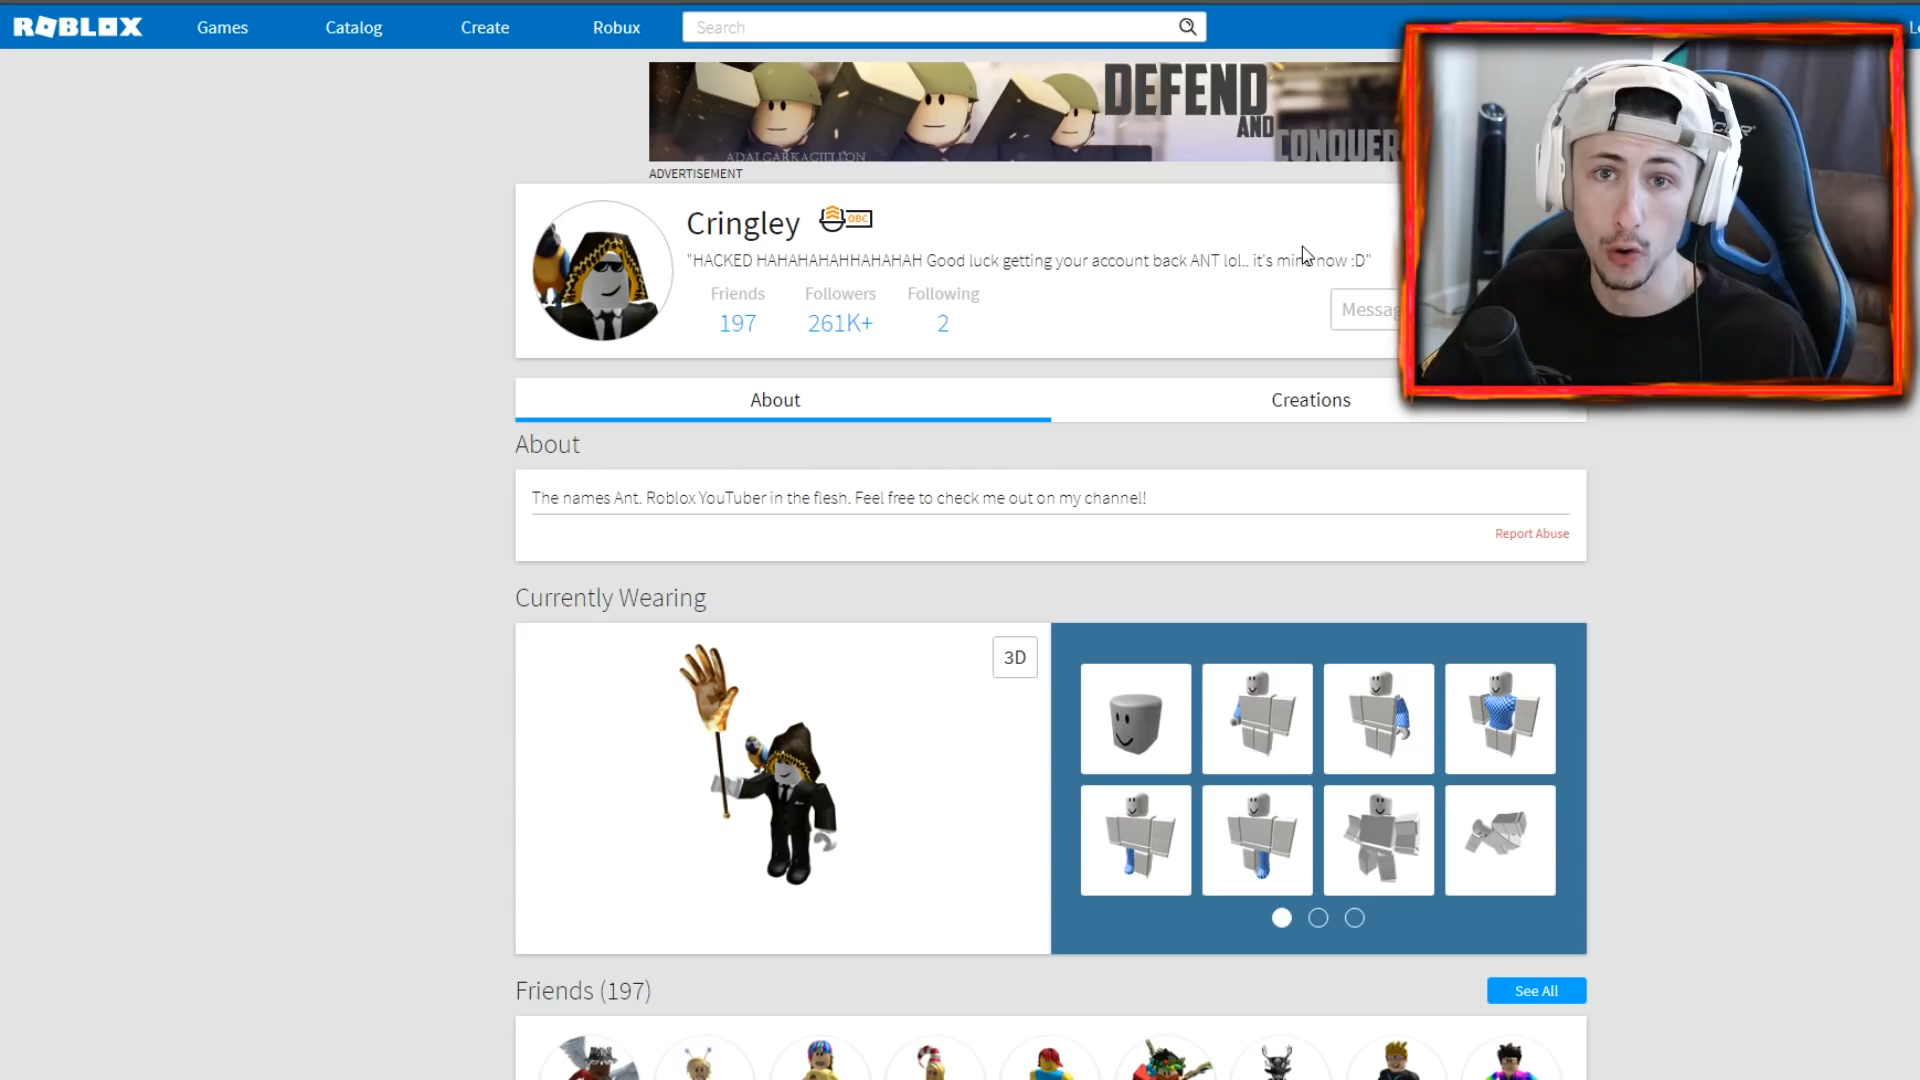 ROBLOX Games Catalog Create Robux Search
DEFEND
AND
CONQUER
ADVERTISEMENT
Cringley OBC
"HACKED HAHAHAHAHHAHAHAH Good luck getting your account back ANT lol.. it's min now :D"
Friends Followers Following
197 261K+ 2
Messag
About Creations
About
The names Ant. Roblox YouTuber in the flesh. Feel free to check me out on my channel!
Report Abuse
Currently Wearing
3D
Friends (197)
See All